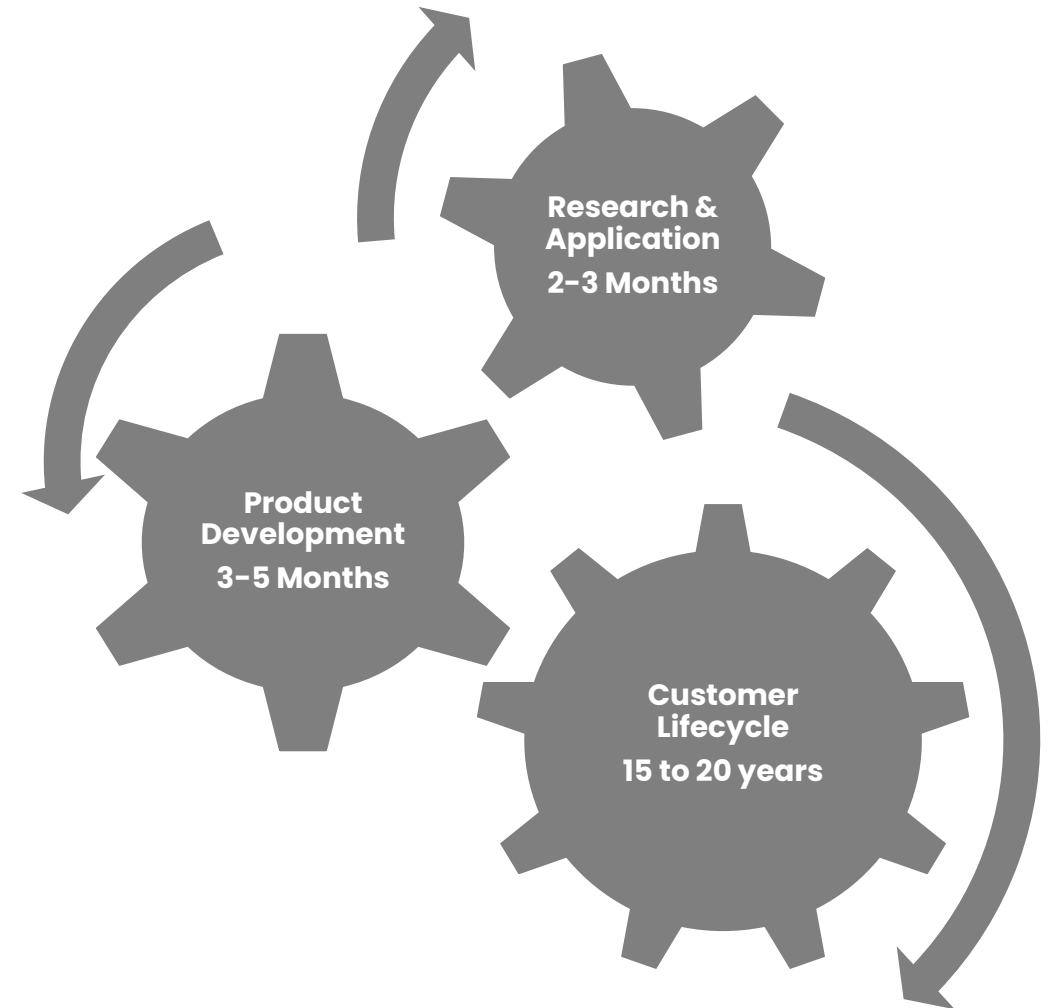 Research &
Application
2-3 Months
Product
Development
3-5 Months
Customer
Lifecycle
15 to 20 years